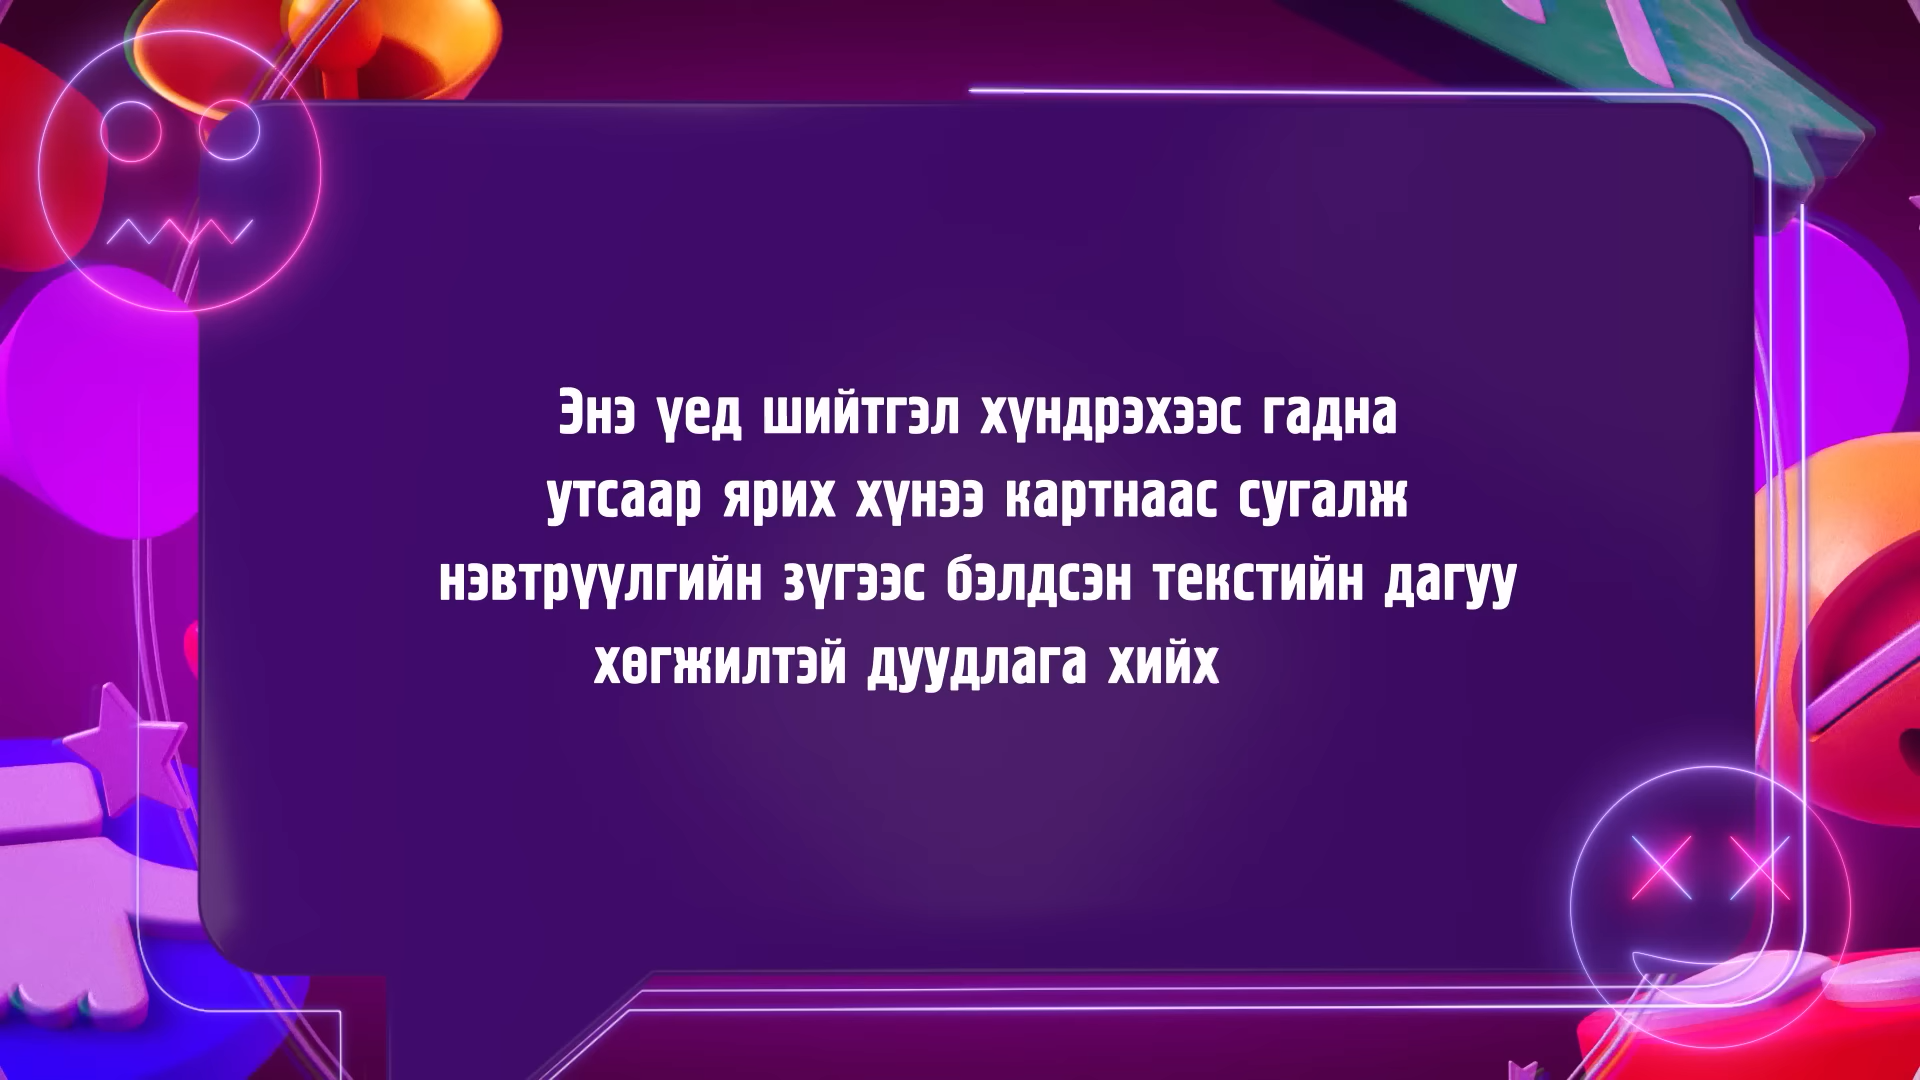 Энэ үед шийтгэл хүндрэхээс гадна
утсаар ярих хүнээ картнаас сугалж
нэвтрүүлгийн зүгээс бэлдсэн текстийн дагуу
хөгжилтэй дуудлага хийх